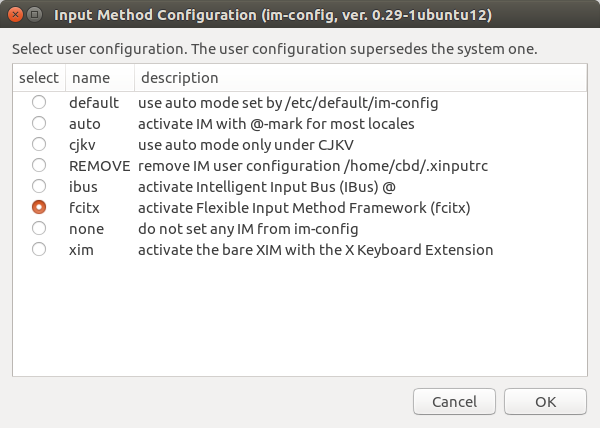 Input Method Configuration (im-config, ver. 0.29-1ubuntu12)
Select user configuration. The user configuration supersedes the system one.
select name description
default use auto mode set by /etc/default/im-config
auto activate IM with @-mark for most locales
cjkv use auto mode only under CJKV
REMOVE remove IM user configuration /home/cbd/.xinputrc
ibus activate Intelligent Input Bus (IBus) @
fcitx activate Flexible Input Method Framework (fcitx)
none do not set any IM from im-config
xim activate the bare XIM with the X Keyboard Extension
Cancel OK